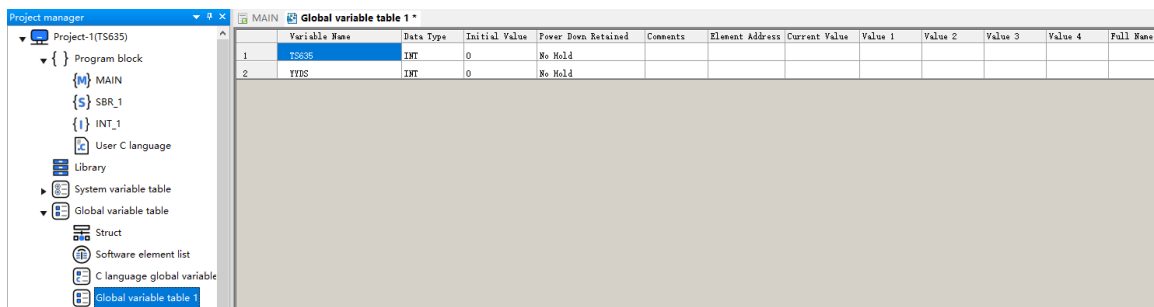 Project manager
MAIN Global variable table 1 *
Project-1(TS635)
Program block
{M} MAIN
{S} SBR_1
{I} INT_1
.c User C language
Library
System variable table
Global variable table
Struct
Software element list
C language global variable
Global variable table 1
Variable Name Data Type Initial Value Power Down Retained Comments Element Address Current Value Value 1 Value 2 Value 3 Value 4 Full Name
1 TS635 INT 0 No Hold
2 YYDS INT 0 No Hold